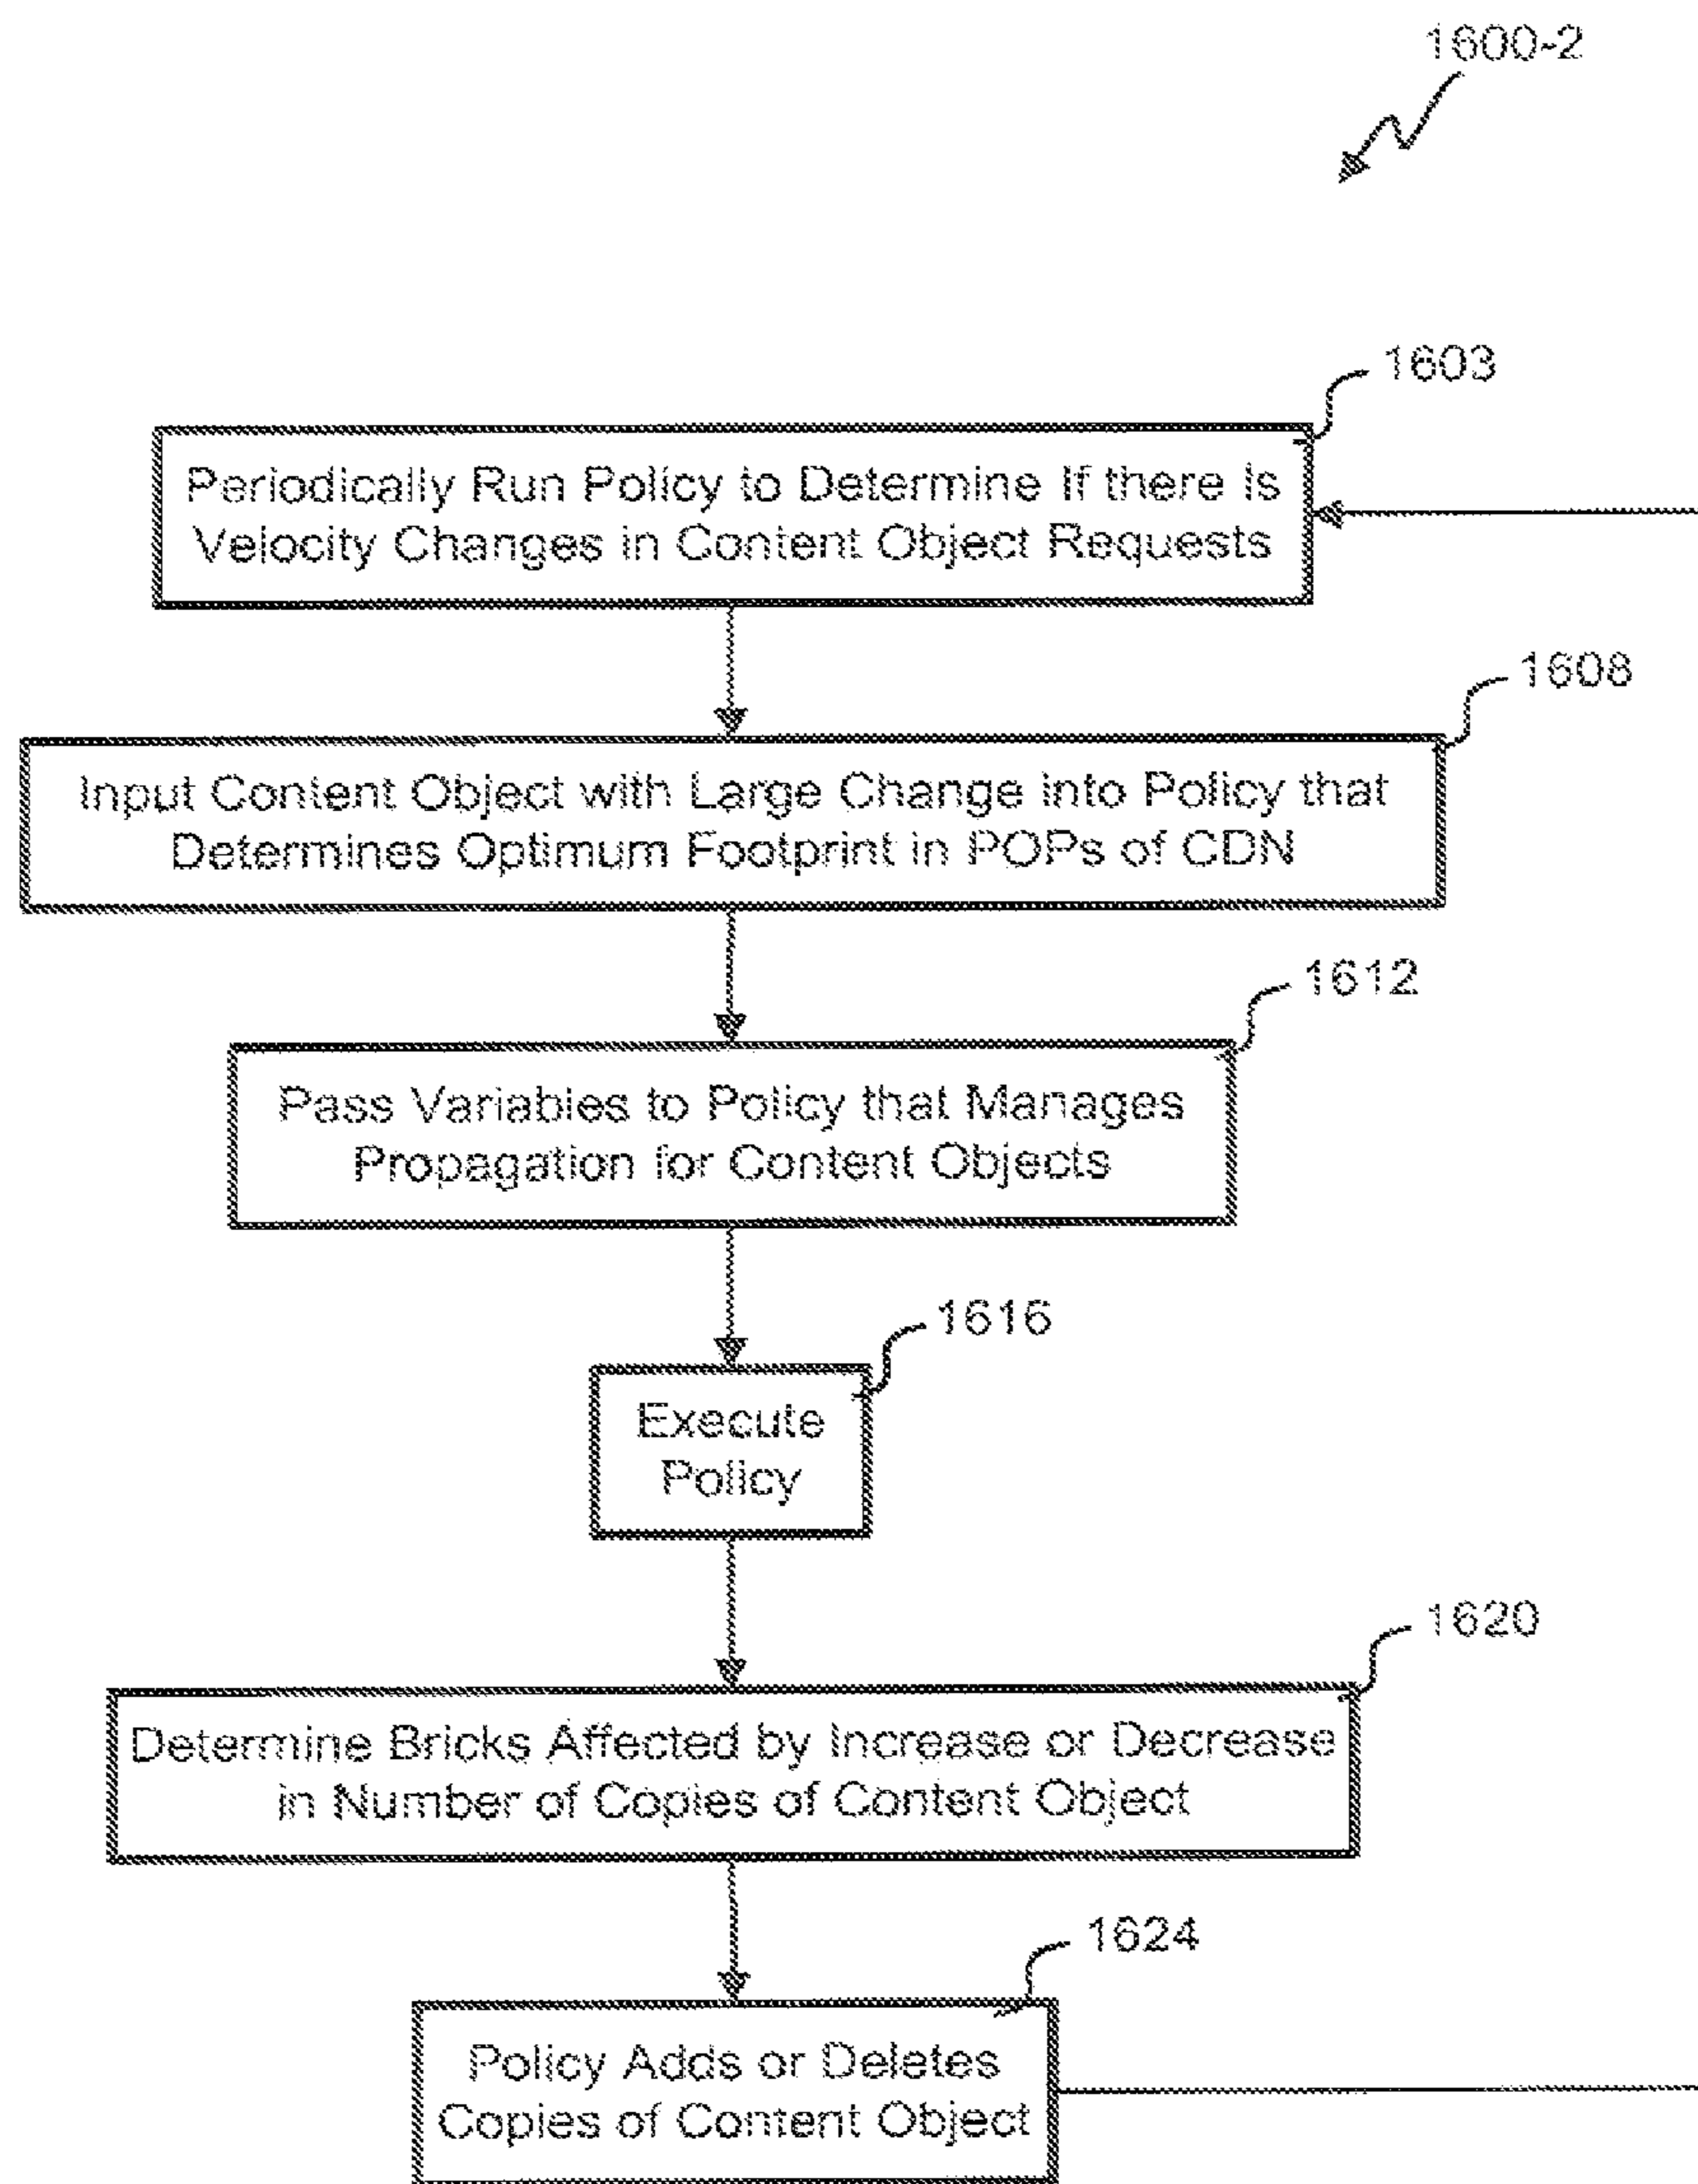 1600-2
1603
Periodically Run Policy to Determine If there is
Velocity Changes in Content Object Requests
1608
Input Content Object with Large Change into Policy that
Determines Optimum Footprint in POPs of CDN
1612
Pass Variables to Policy that Manages
Propagation for Content Objects
1616
Execute
Policy
1620
Determine Bricks Affected by Increase or Decrease
in Number of Copies of Content Object
1624
Policy Adds or Deletes
Copies of Content Object